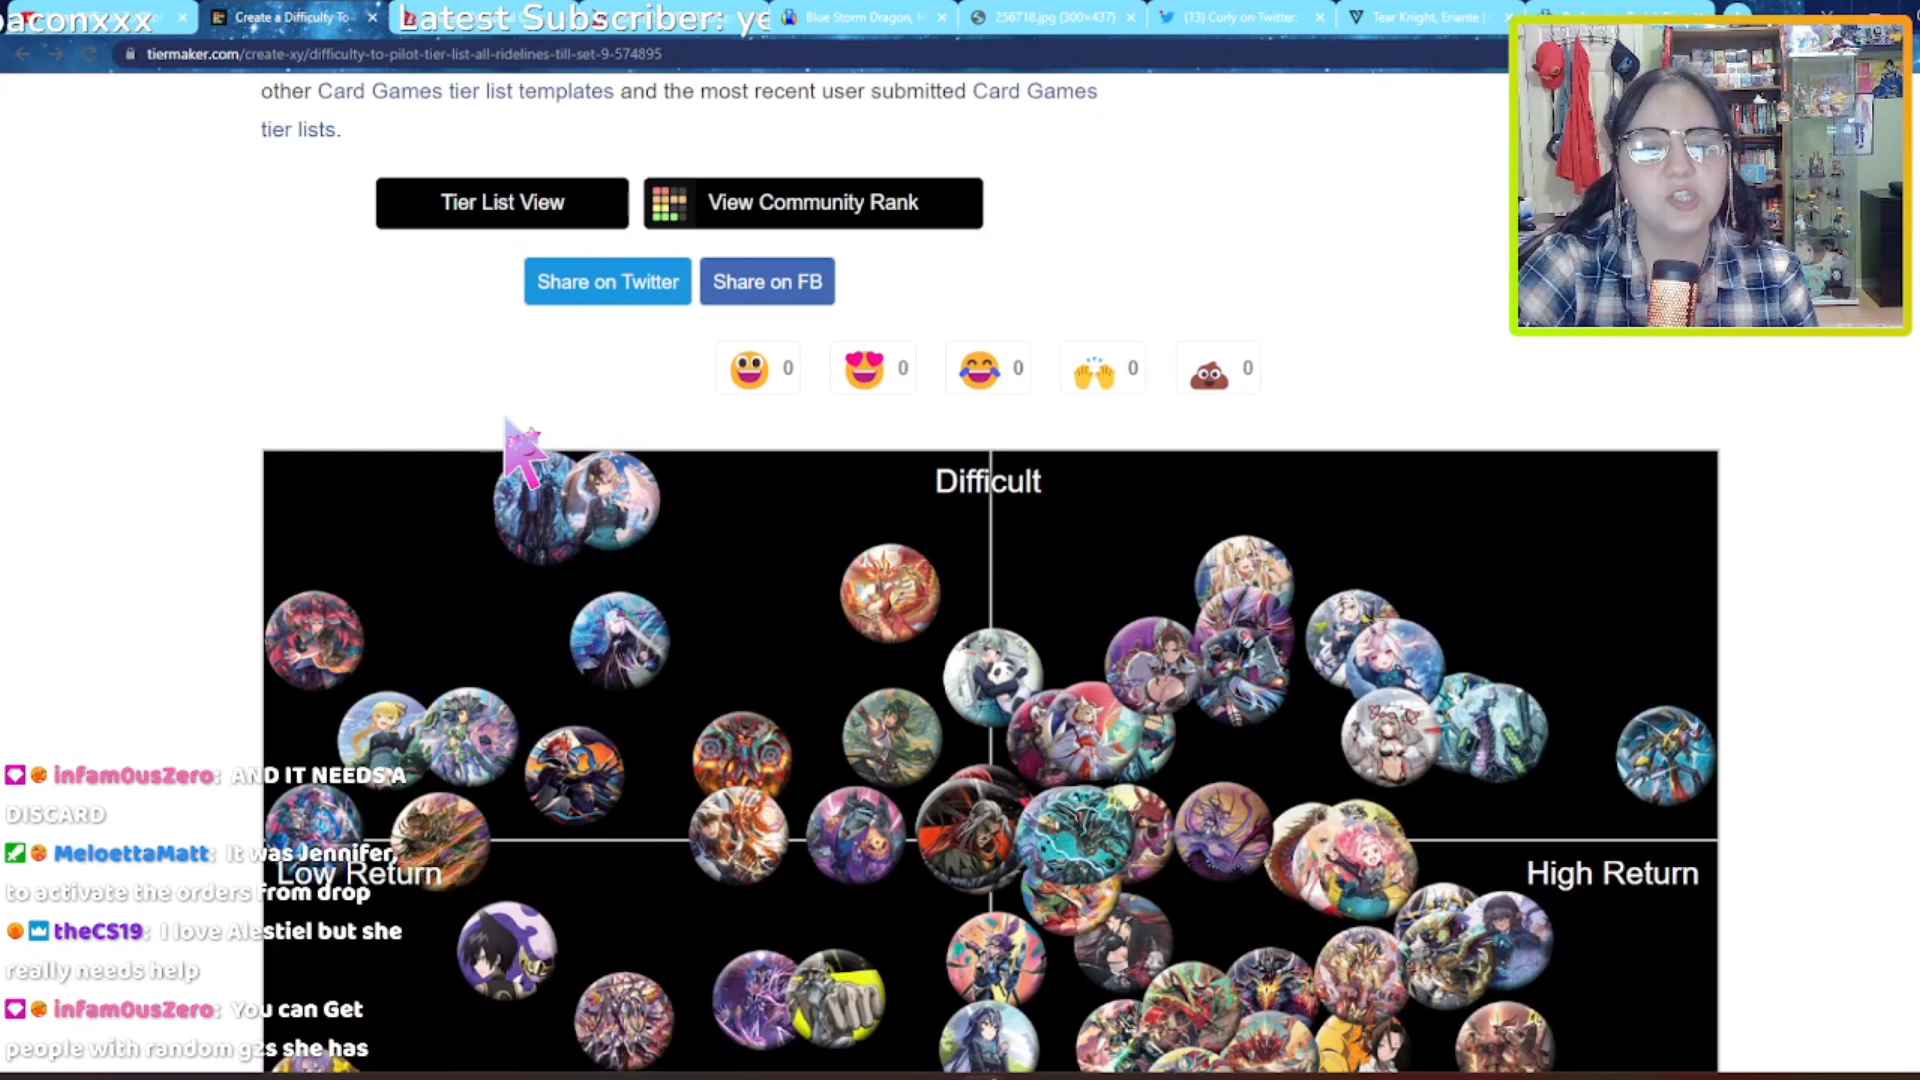 aconxxx
Create a Difficulty To
Latest Subscriber: ye
Blue Storm Dragon,
256718.jpg (300×437)
(13) Curly on Twitter:
Tear Knight, Eriante |
tiermaker.com/create-xy/difficulty-to-pilot-tier-list-all-ridelines-till-set-9-574895
other Card Games tier list templates and the most recent user submitted Card Games
tier lists.
Tier List View
View Community Rank
Share on Twitter
Share on FB
0
0
0
0
0
Difficult
Low Return
High Return
infam0usZero: AND IT NEEDS A
DISCARD
MeloettaMatt: It was Jennifer,
to activate the orders from drop
theCS19: I love Alestiel but she
really needs help
infam0usZero: You can Get
people with random g2s she has